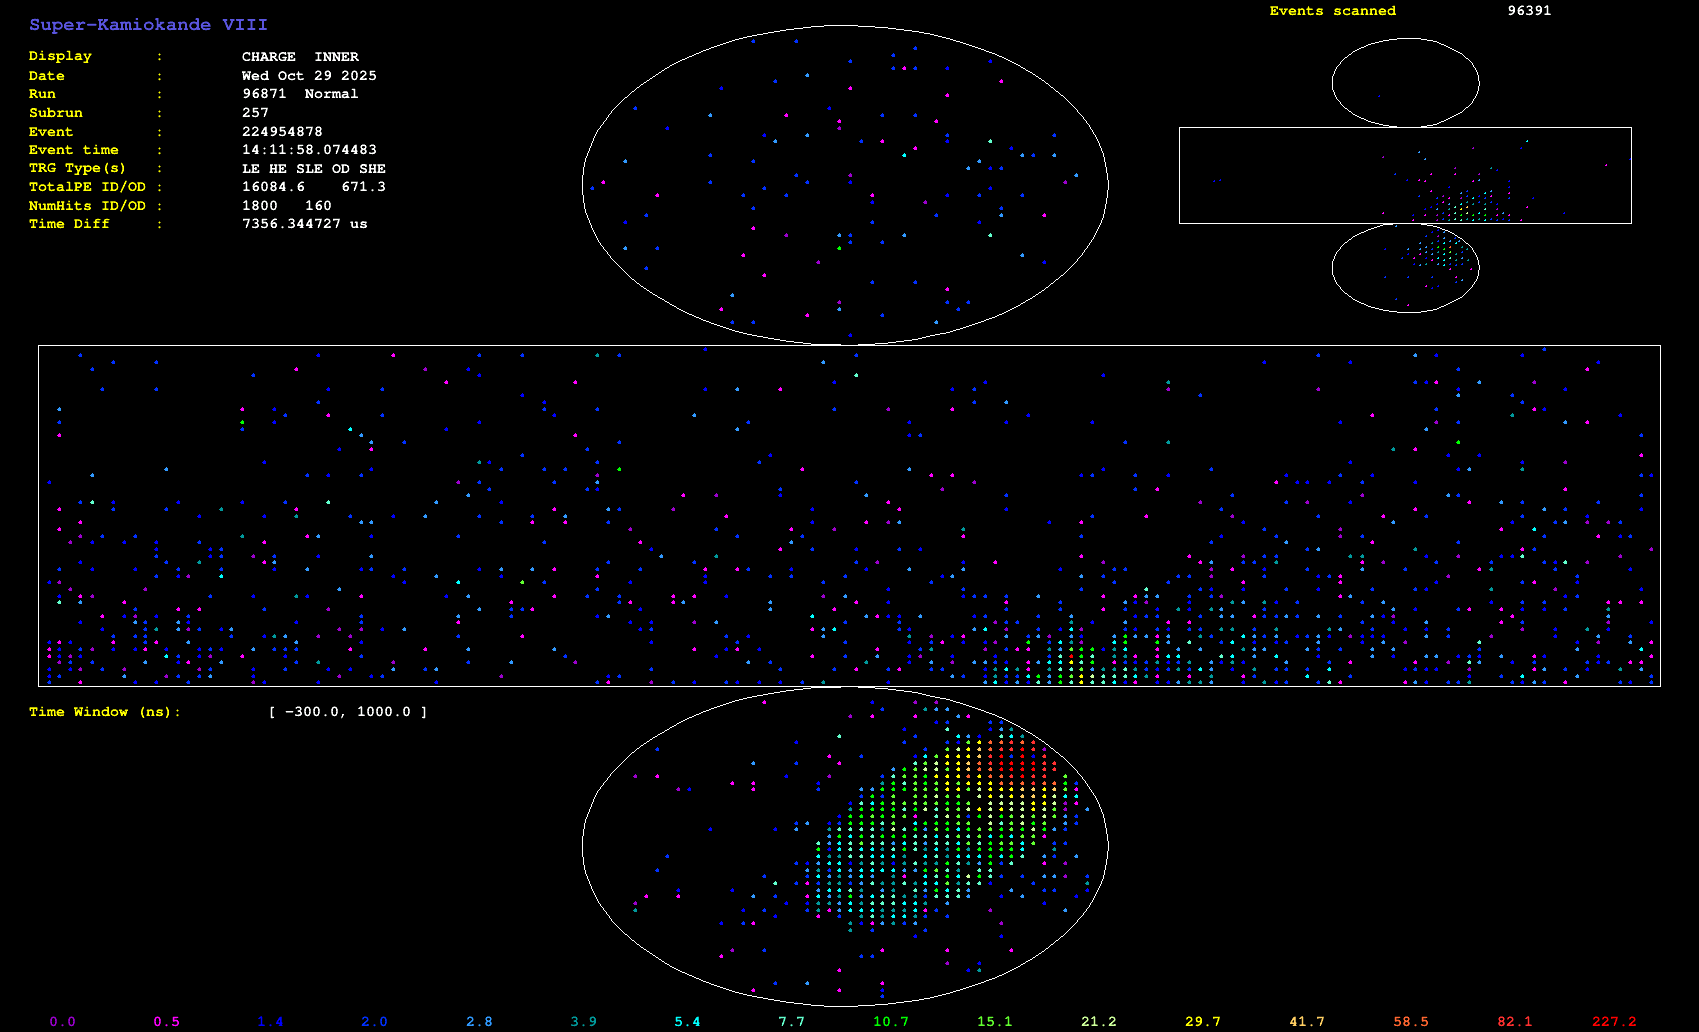 Super-Kamiokande VIII
Events scanned 96391
Display : CHARGE INNER
Date : Wed Oct 29 2025
Run : 96871 Normal
Subrun : 257
Event : 224954878
Event time : 14:11:58.074483
TRG Type(s) : LE HE SLE OD SHE
TotalPE ID/OD : 16084.6 671.3
NumHits ID/OD : 1800 160
Time Diff : 7356.344727 us
Time Window (ns): [ -300.0, 1000.0 ]
0.0 0.5 1.4 2.0 2.8 3.9 5.4 7.7 10.7 15.1 21.2 29.7 41.7 58.5 82.1 227.2